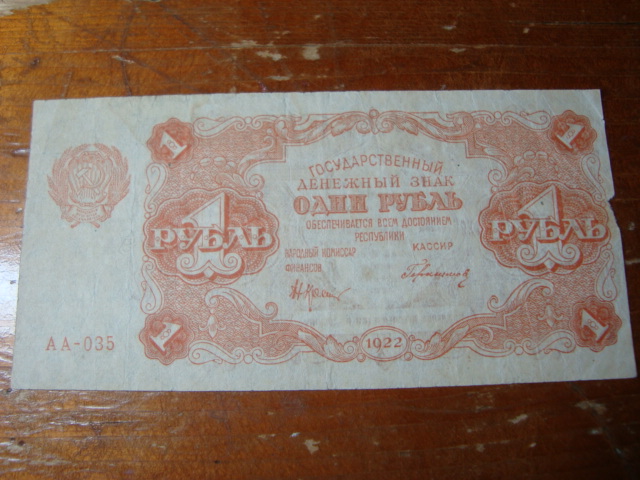 1 1
ГОСУДАРСТВЕННЫЙ
ДЕНЕЖНЫЙ ЗНАК
ОДИН РУБЛЬ
ОБЕСПЕЧИВАЕТСЯ ВСЕМ ДОСТОЯНИЕМ
РЕСПУБЛИКИ
1 РУБЛЬ 1 РУБЛЬ
НАРОДНЫЙ КОМИССАР КАССИР
ФИНАНСОВ
АА-035
1 1922 1